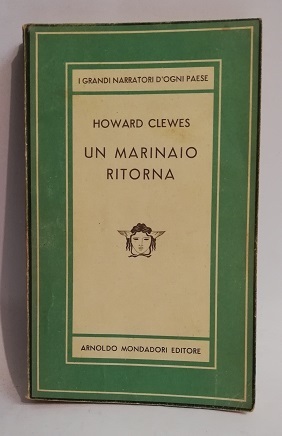 I GRANDI NARRATORI D'OGNI PAESE
HOWARD CLEWES
UN MARINAIO
RITORNA
ARNOLDO MONDADORI EDITORE